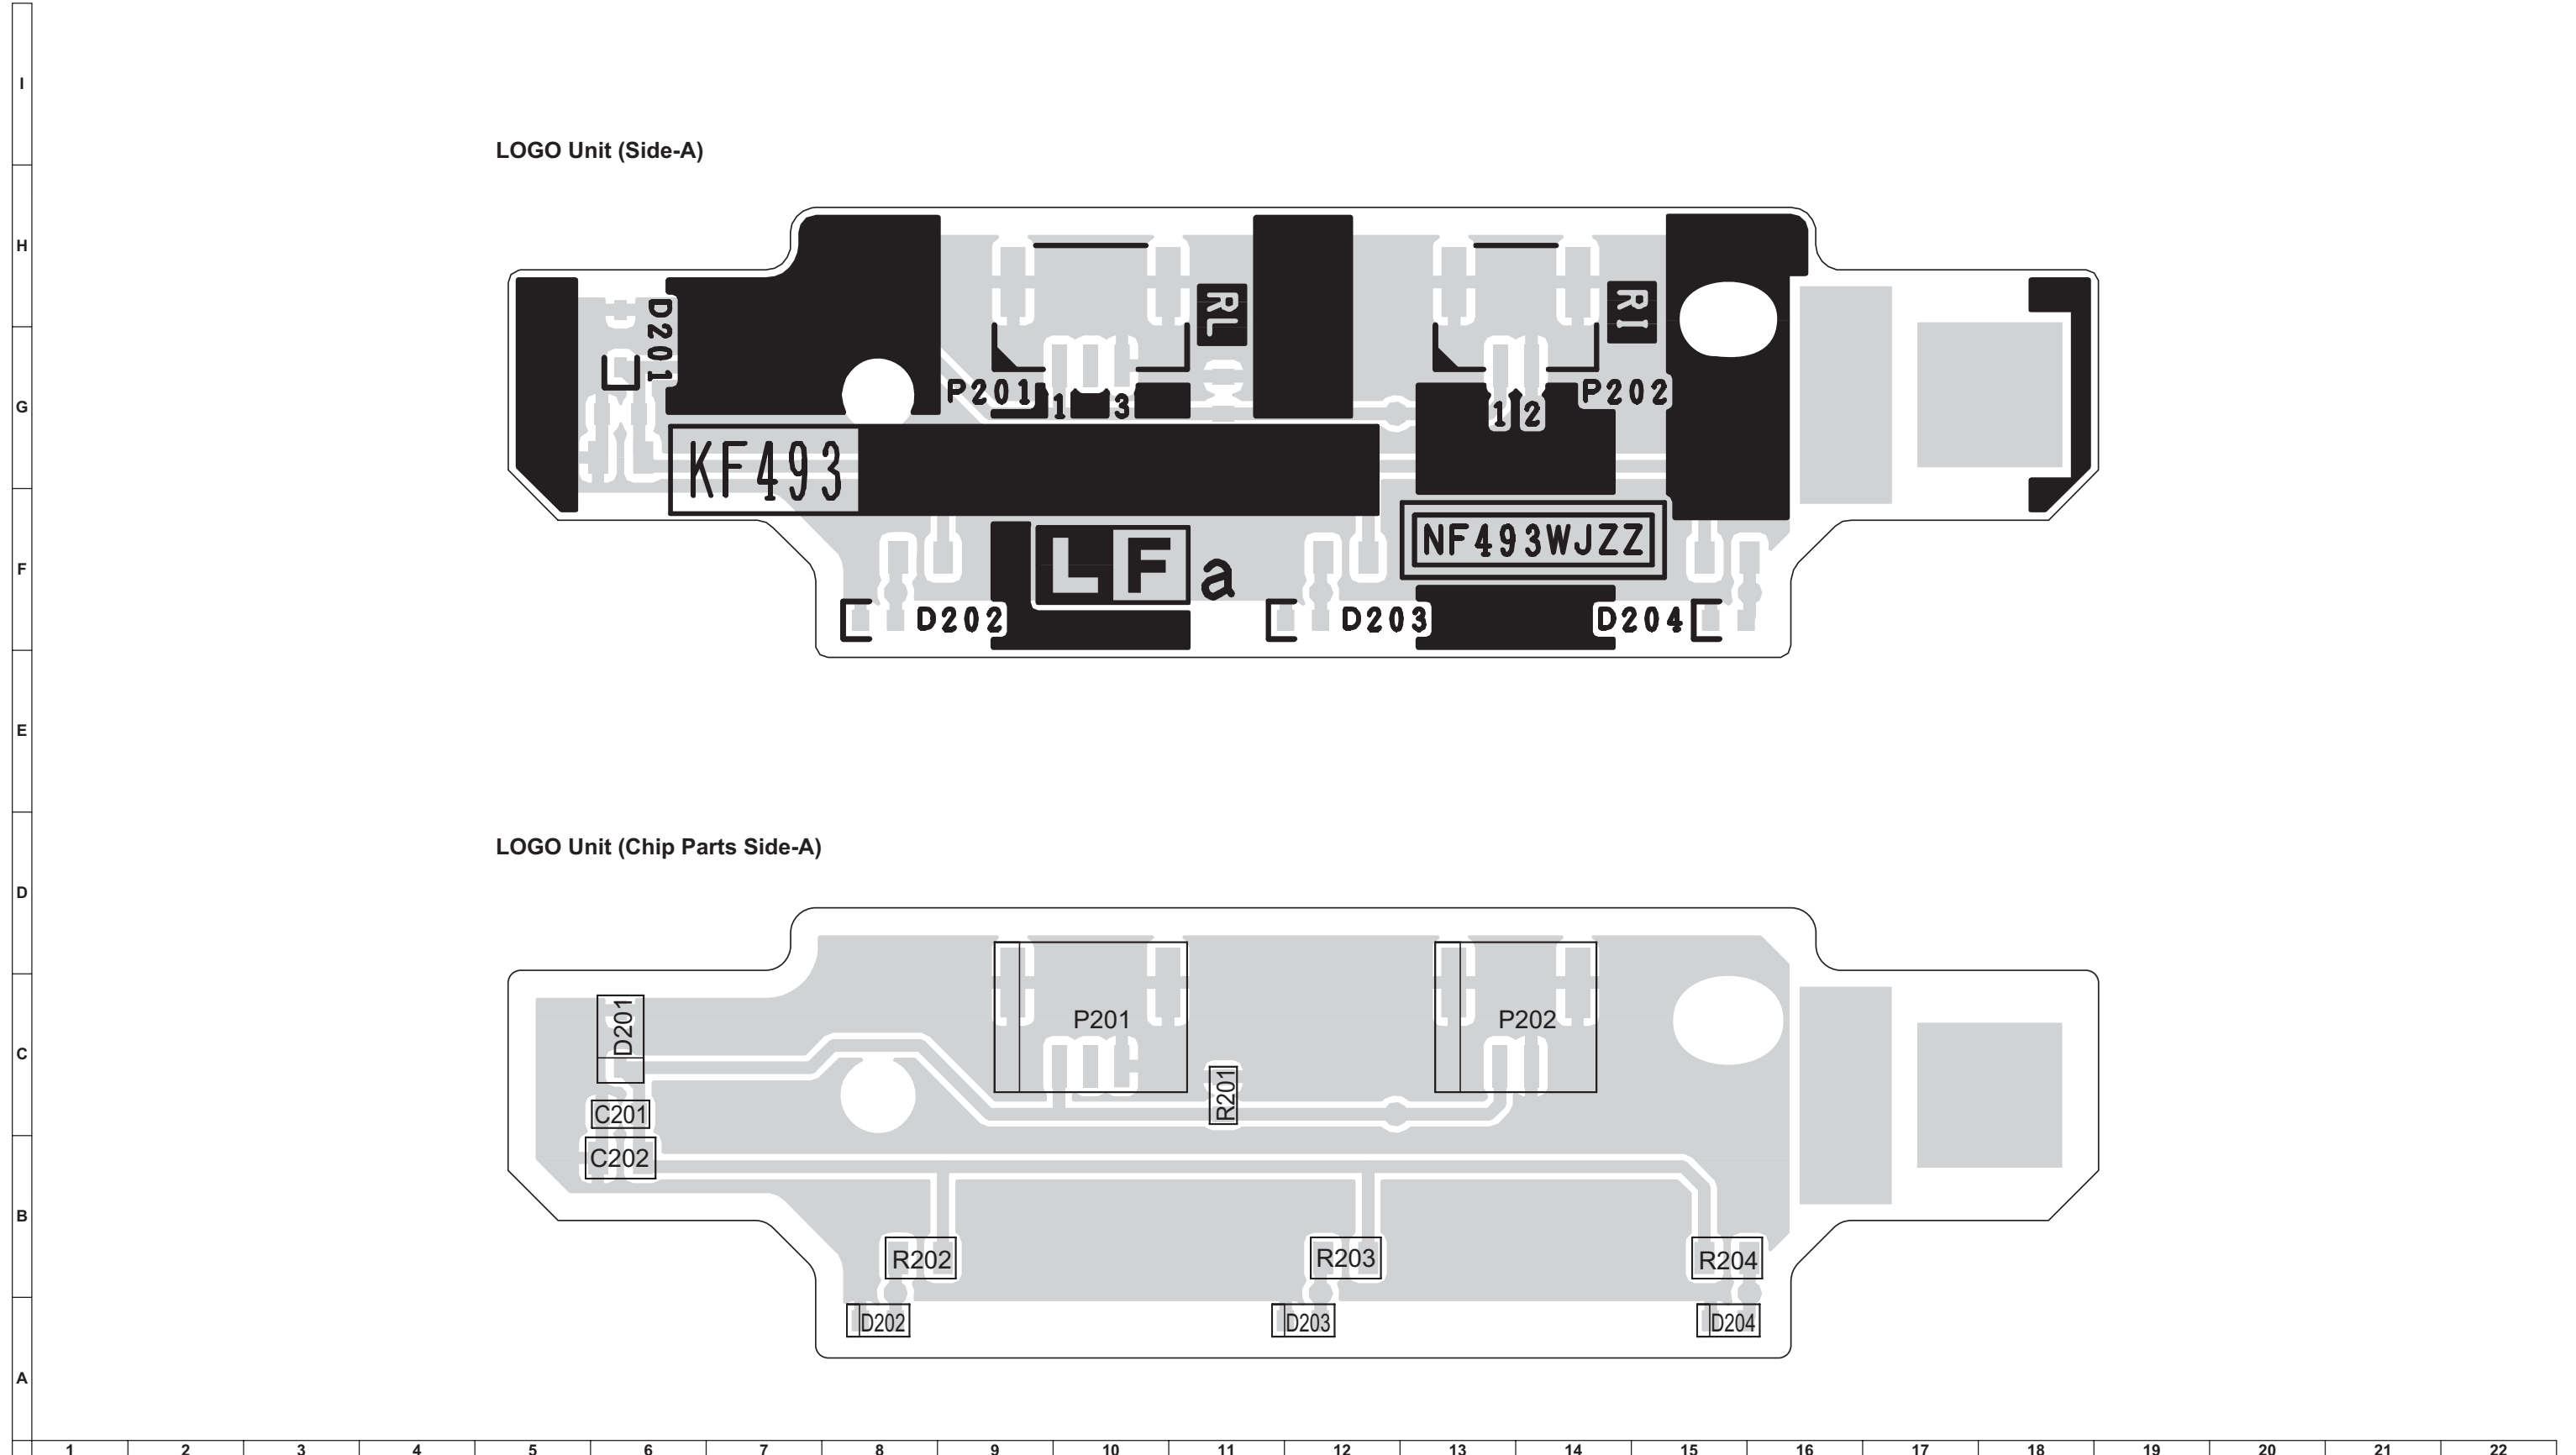 I
LOGO Unit (Side-A)
H
D201
RL
RI
P201
1 3
P202
1 2
G
KF493
NF493WJZZ
LF a
F
D202
D203
D204
E
LOGO Unit (Chip Parts Side-A)
D
D201
P201
P202
C
R201
C201
C202
B
R202
R203
R204
D202
D203
D204
A
1 2 3 4 5 6 7 8 9 10 11 12 13 14 15 16 17 18 19 20 21 22